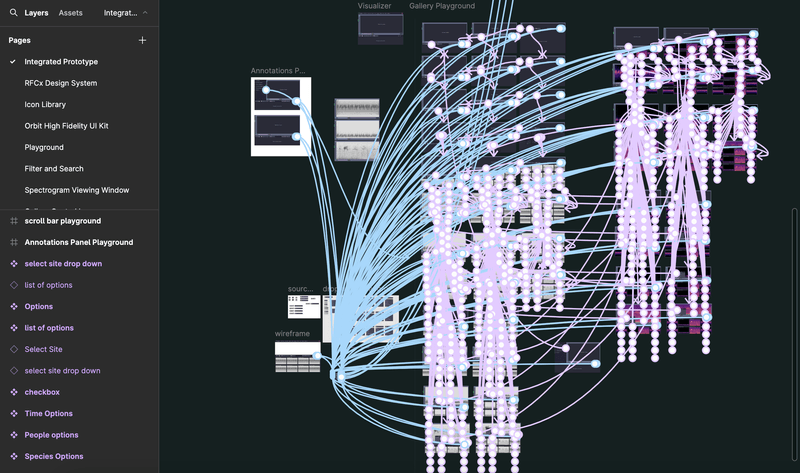 Layers
Assets
Integrat...
Pages
Integrated Prototype
RFCx Design System
Icon Library
Orbit High Fidelity UI Kit
Playground
Filter and Search
Spectrogram Viewing Window
scroll bar playground
Annotations Panel Playground
select site drop down
list of options
Options
list of options
Select Site
select site drop down
checkbox
Time Options
People options
Species Options
Visualizer
Gallery Playground
Annotations P...
sourc...
wireframe